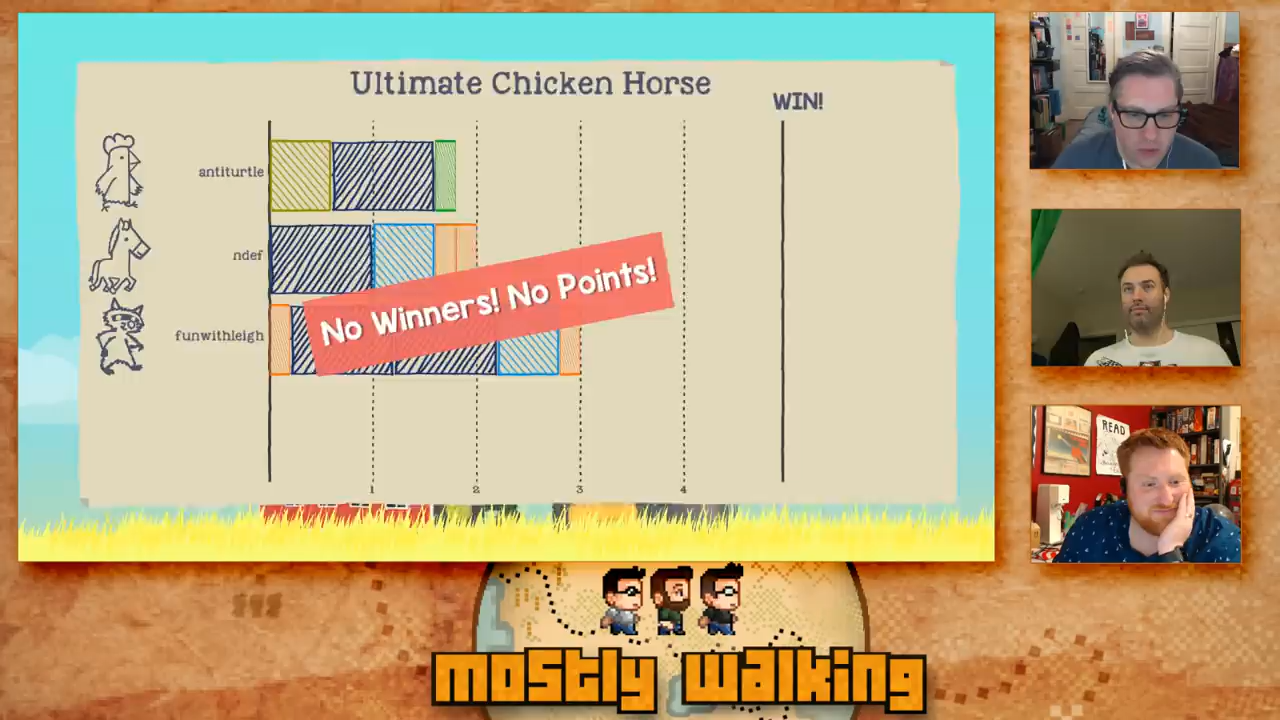 Ultimate Chicken Horse
WIN!
antiturtle
ndef
No Winners! No Points!
funwithleigh
1
2
3
4
READ
mostly walking